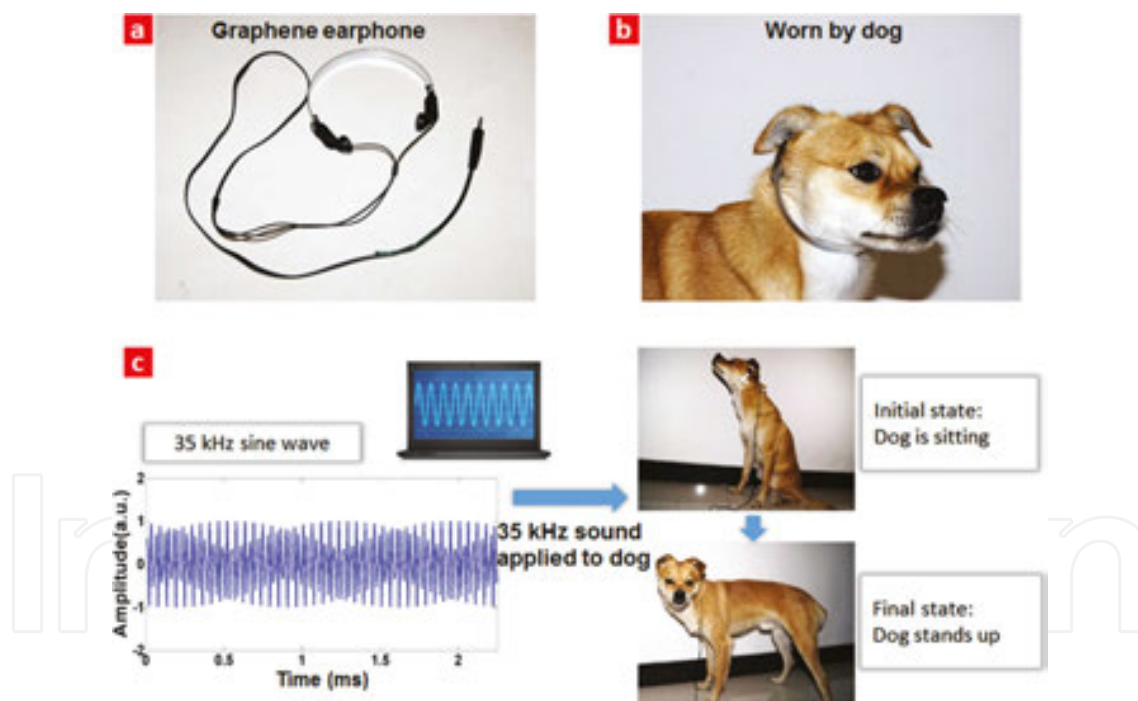 a
Graphene earphone
b
Worn by dog
c
35 kHz sine wave
Amplitude(a.u.)
2
1
0
-1
-2
0
0.5
1
1.5
2
Time (ms)
35 kHz sound
applied to dog
Initial state:
Dog is sitting
Final state:
Dog stands up